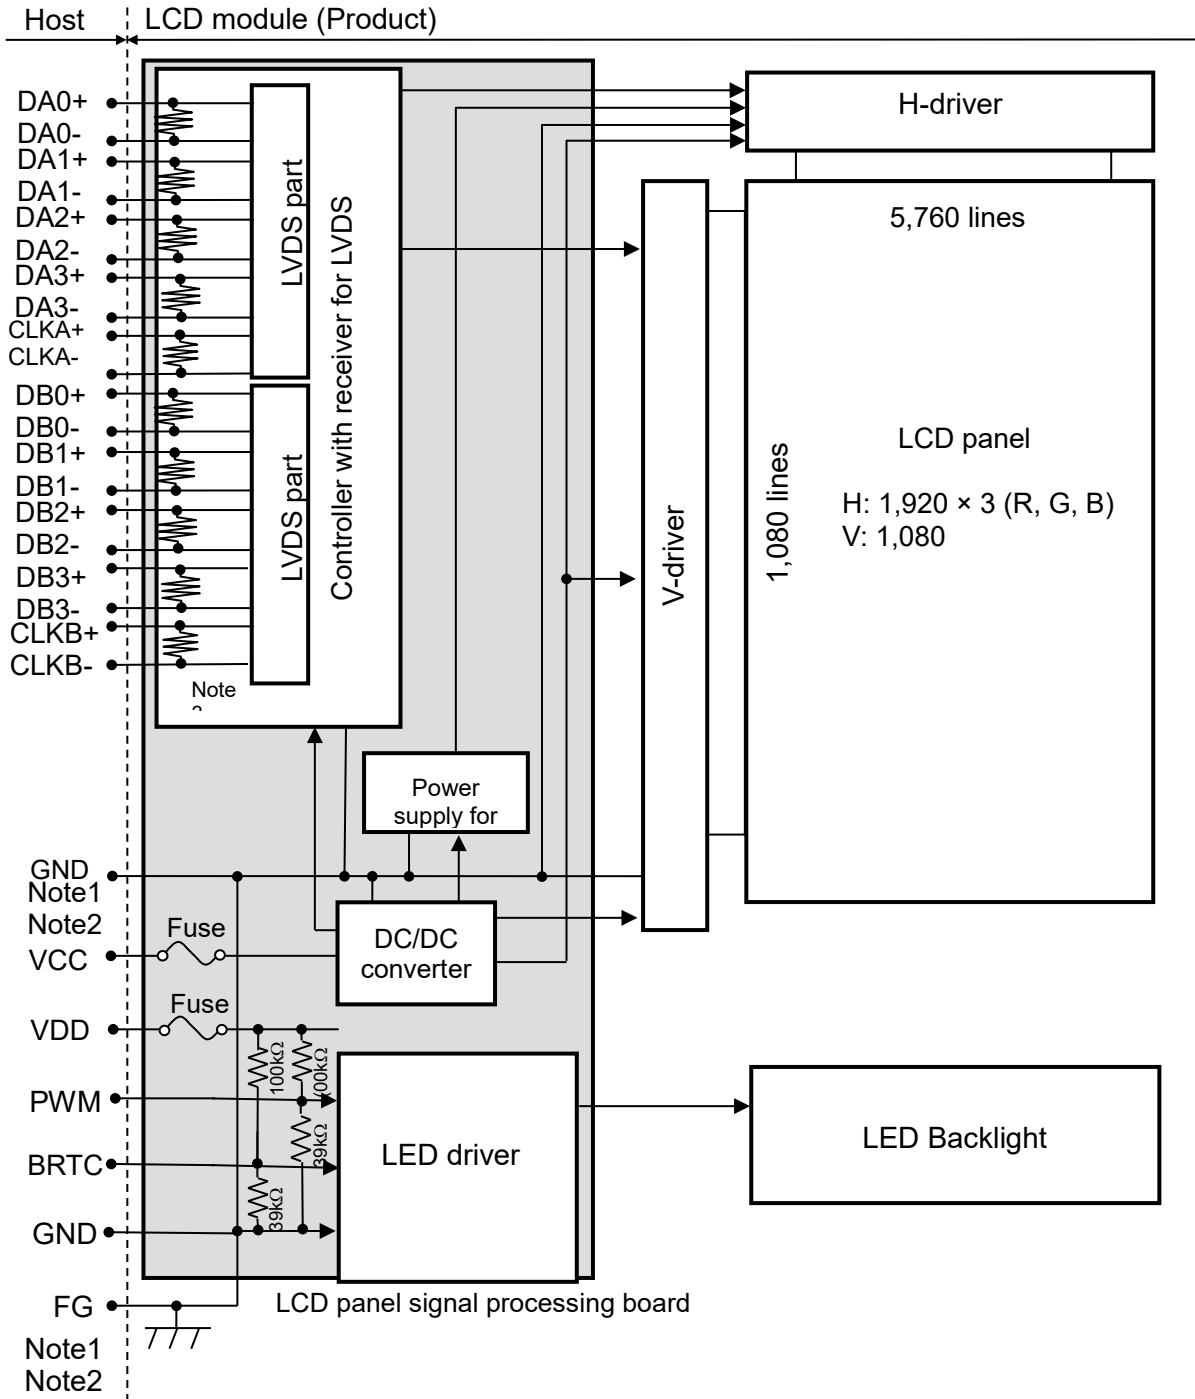 Host
LCD module (Product)
DA0+
DA0-
DA1+
DA1-
DA2+
DA2-
DA3+
DA3-
CLKA+
CLKA-
DB0+
DB0-
DB1+
DB1-
DB2+
DB2-
DB3+
DB3-
CLKB+
CLKB-
LVDS part
LVDS part
Controller with receiver for LVDS
Note
H-driver
5,760 lines
1,080 lines
LCD panel
H: 1,920 × 3 (R, G, B)
V: 1,080
V-driver
Power
supply for
GND
Note1
Note2
VCC
Fuse
DC/DC
converter
VDD
Fuse
100kΩ
39kΩ
39kΩ
PWM
BRTC
GND
LED driver
LED Backlight
FG
Note1
Note2
LCD panel signal processing board